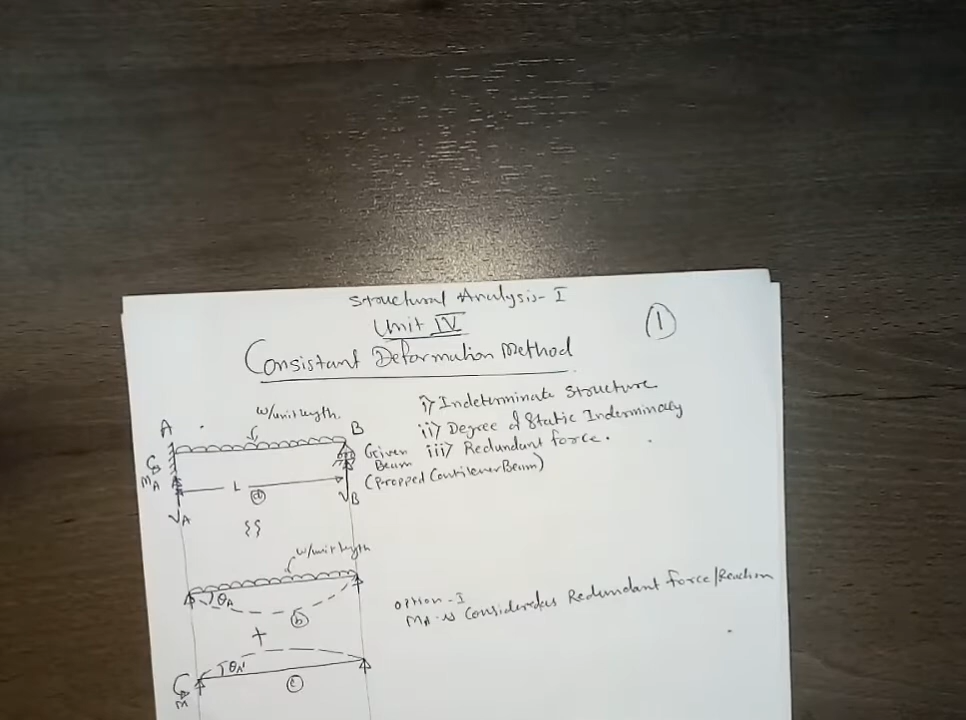 Structural Analysis-I
Unit IV
①
Consistant Deformation Method
i) Indeterminate Structure
ii) Degree of Static Inderminacy
iii) Redundant force.
w/unit length.
A
B
Given
Beam
(Propped Cantilever Beam)
MA
L
ⓐ
VA
VB
w/unit length
θA
ⓑ
+
option-I
MA is Considered as Redundant force/Reaction
θA'
ⓒ
M